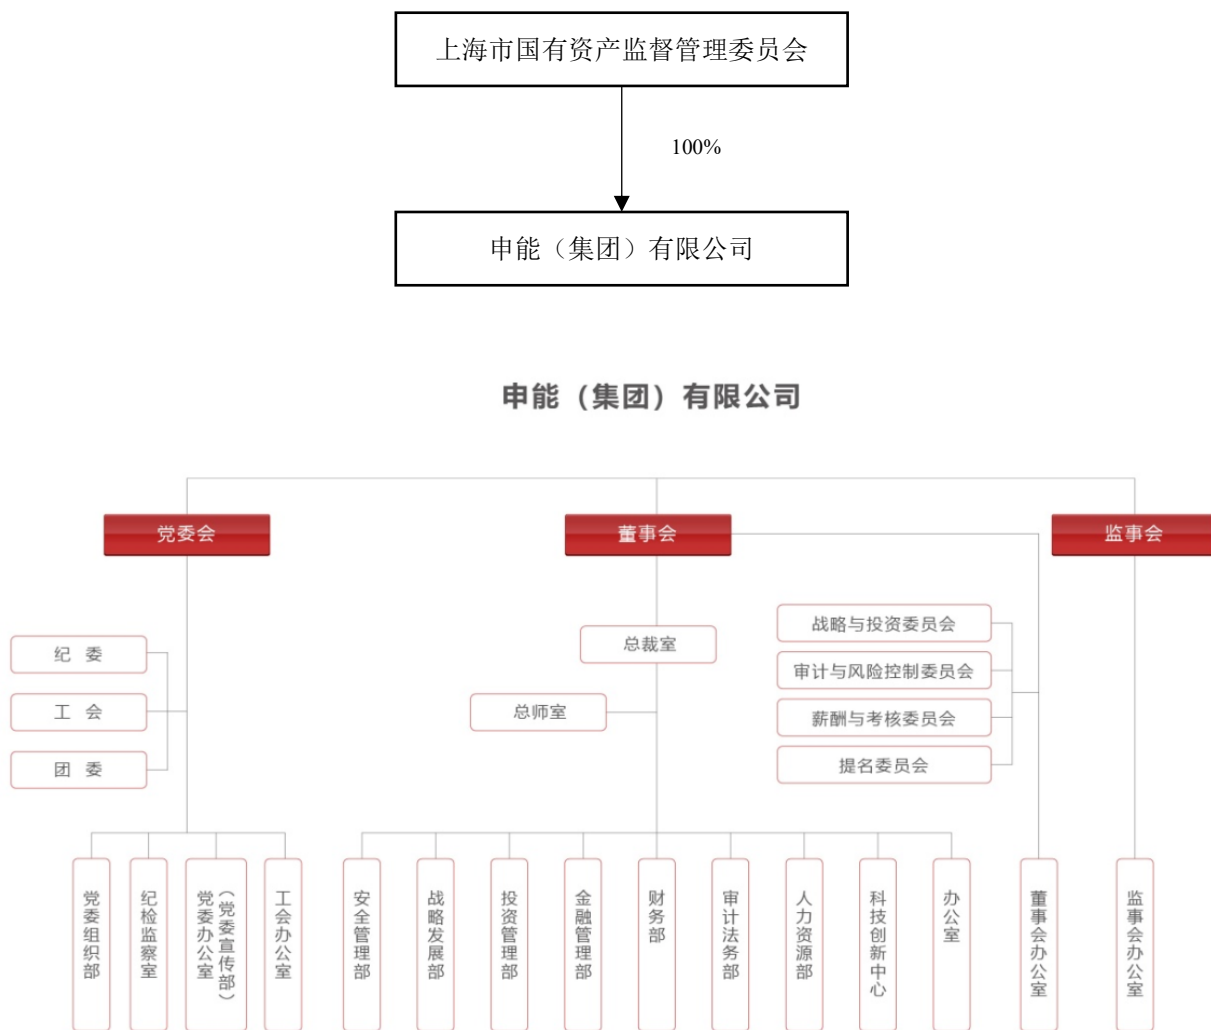 上海市国有资产监督管理委员会
100%
申能（集团）有限公司
申能（集团）有限公司
党委会
董事会
监事会
纪 委
工 会
团 委
总裁室
总师室
战略与投资委员会
审计与风险控制委员会
薪酬与考核委员会
提名委员会
党委组织部
纪检监察室
党委办公室
（党委宣传部）
工会办公室
安全管理部
战略发展部
投资管理部
金融管理部
财务部
审计法务部
人力资源部
科技创新中心
办公室
董事会办公室
监事会办公室